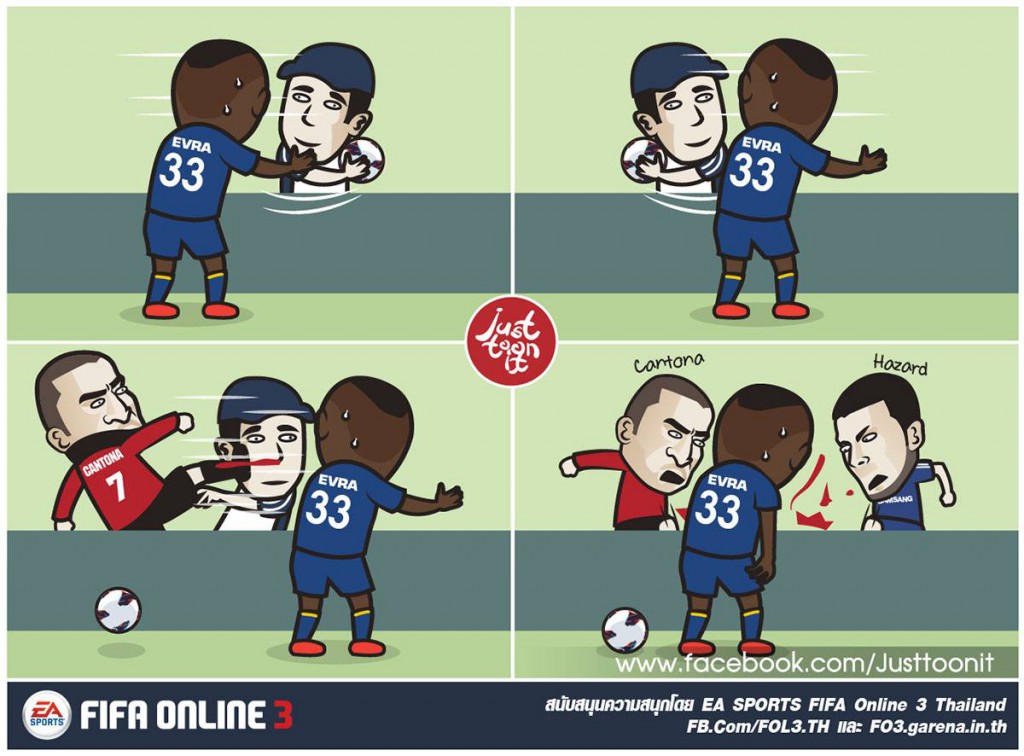 EVRA
33
EVRA
33
just
toon
it
CANTONA
7
EVRA
33
Cantona
Hazard
EVRA
33
SAMSUNG
www.facebook.com/Justtoonit
EA
SPORTS
FIFA ONLINE 3
สนับสนุนความสนุกโดย EA SPORTS FIFA Online 3 Thailand
FB.Com/FOL3.TH และ FO3.garena.in.th